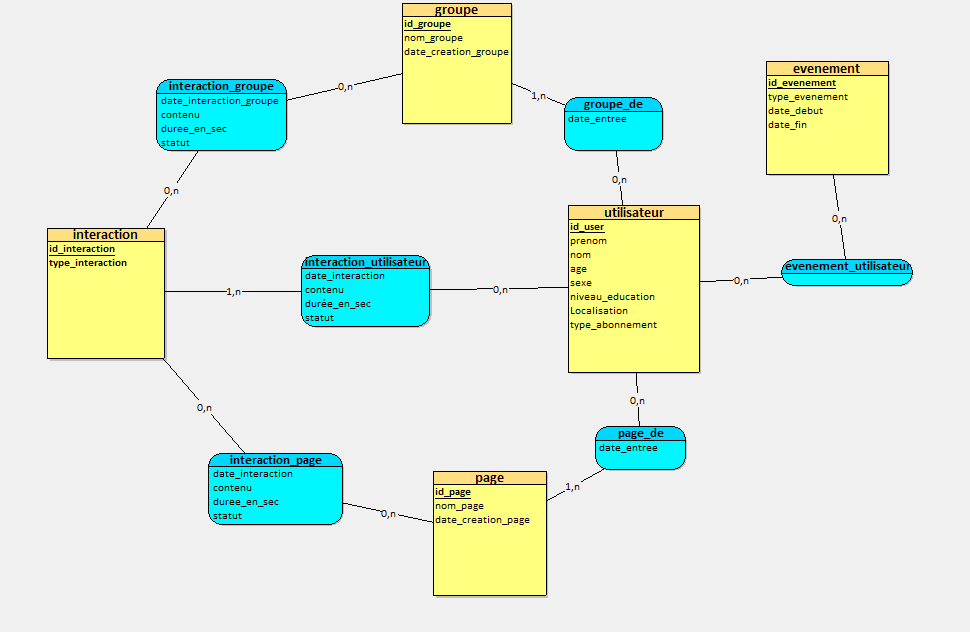 groupe
id_groupe
nom_groupe
date_creation_groupe
interaction_groupe
date_interaction_groupe
contenu
duree_en_sec
statut
0,n
1,n
groupe_de
date_entree
evenement
id_evenement
type_evenement
date_debut
date_fin
0,n
0,n
0,n
interaction
id_interaction
type_interaction
utilisateur
id_user
prenom
nom
age
sexe
niveau_education
Localisation
type_abonnement
interaction_utilisateur
date_interaction
contenu
durée_en_sec
statut
evenement_utilisateur
1,n
0,n
0,n
0,n
0,n
page_de
date_entree
interaction_page
date_interaction
contenu
duree_en_sec
statut
page
id_page
nom_page
date_creation_page
1,n
0,n